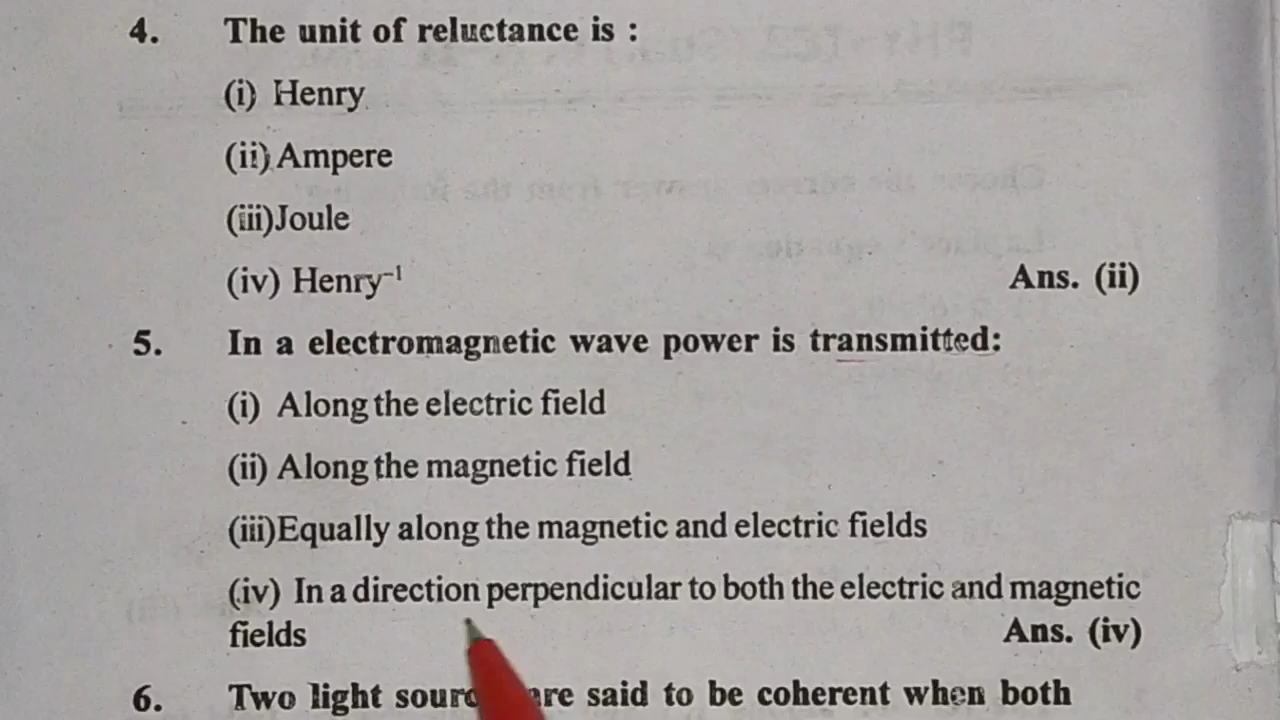 4. The unit of reluctance is :
(i) Henry
(ii) Ampere
(iii)Joule
(iv) Henry⁻¹ Ans. (ii)
5. In a electromagnetic wave power is transmitted:
(i) Along the electric field
(ii) Along the magnetic field
(iii)Equally along the magnetic and electric fields
(iv) In a direction perpendicular to both the electric and magnetic
fields Ans. (iv)
6. Two light are said to be coherent when both